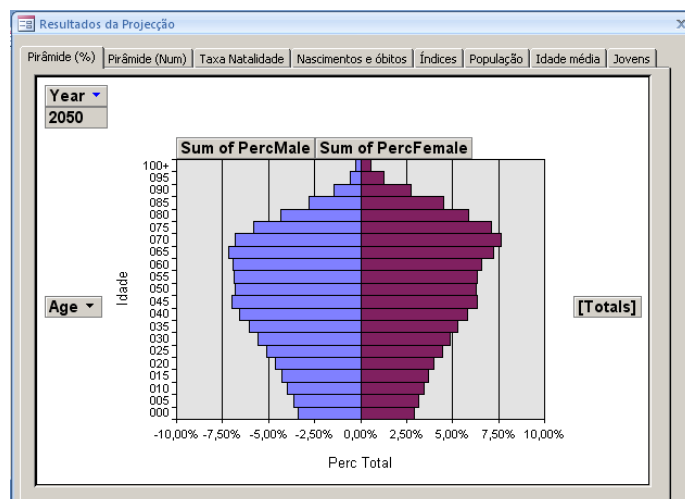 Resultados da Projecção
Pirâmide (%) Pirâmide (Num) Taxa Natalidade Nascimentos e óbitos Índices População Idade média Jovens
Year
2050
Sum of PercMale Sum of PercFemale
100+
095
090
085
080
075
070
065
060
055
050
045
040
035
030
025
020
015
010
005
000
Idade
Age
[Totals]
-10,00% -7,50% -5,00% -2,50% 0,00% 2,50% 5,00% 7,50% 10,00%
Perc Total